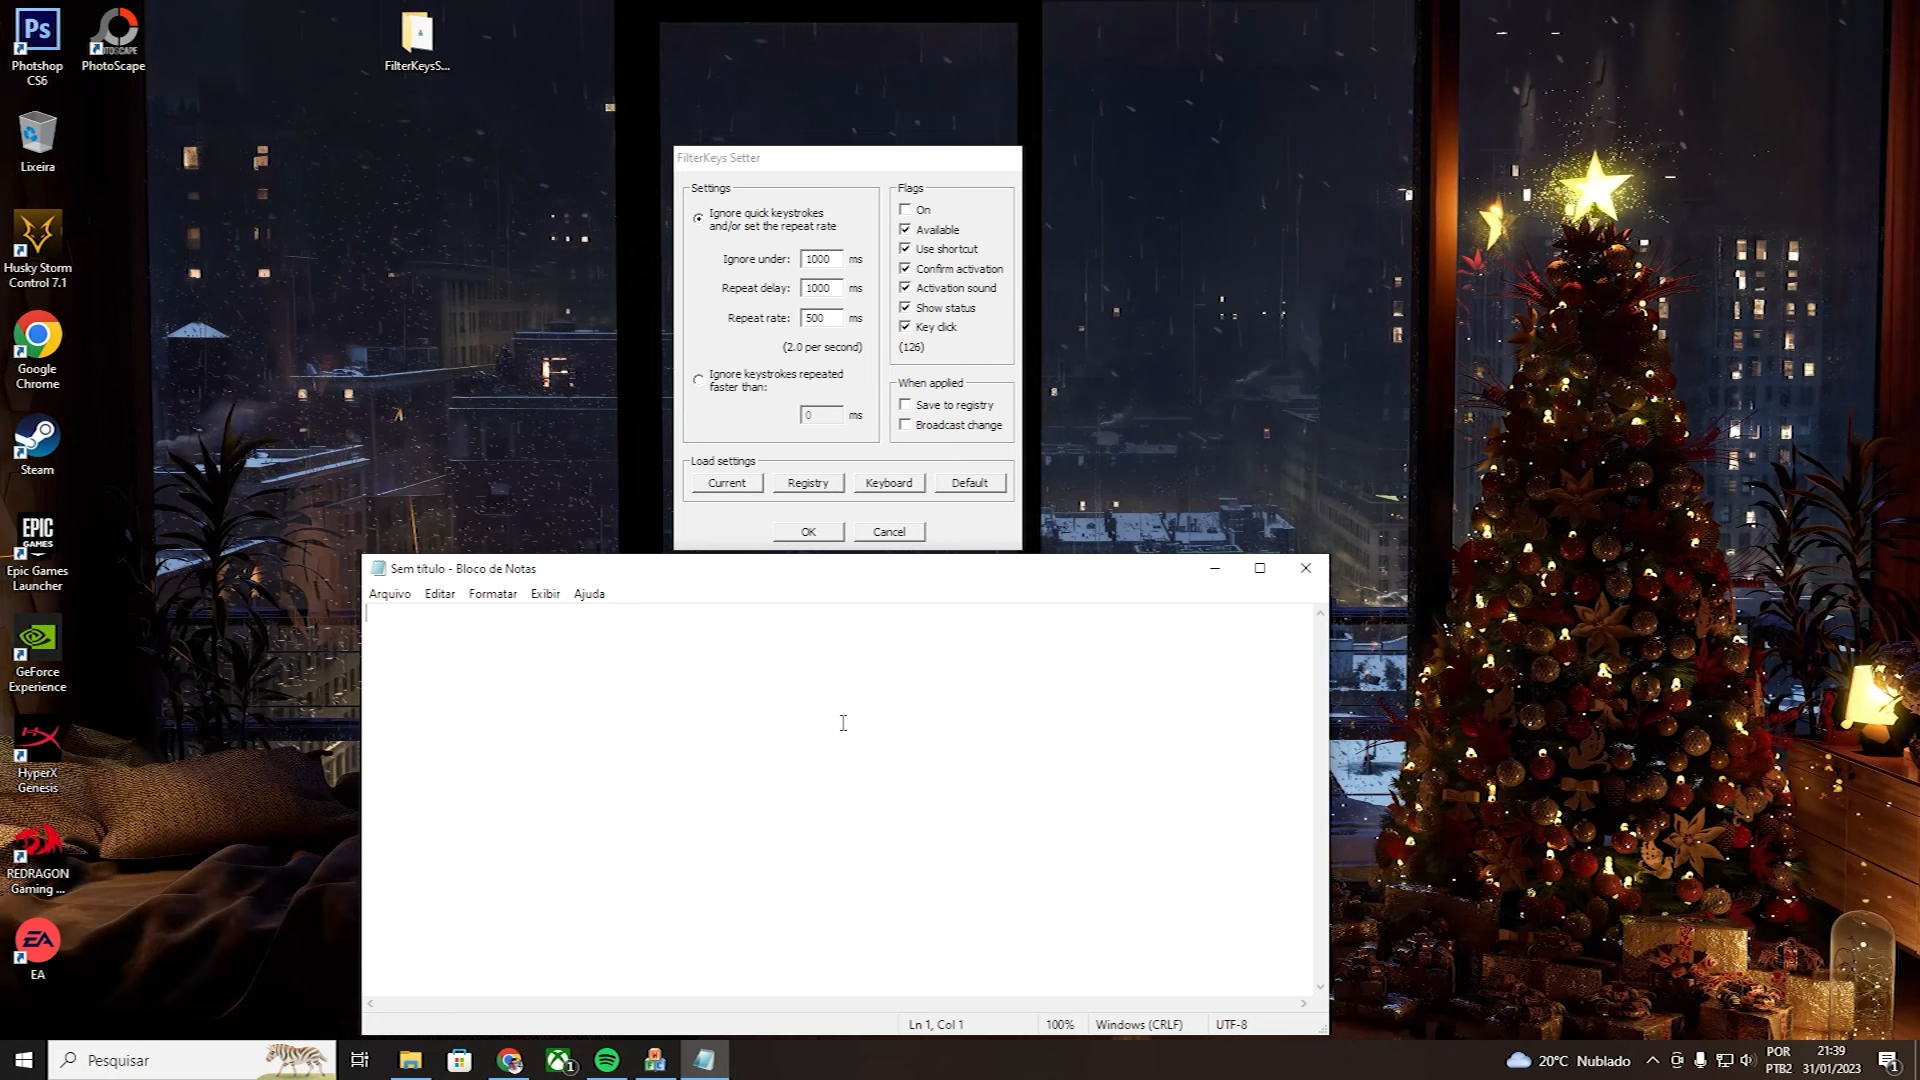 Photshop
CS6
PhotoScape
FilterKeysS...
Lixeira
Husky Storm
Control 7.1
Google
Chrome
Steam
EPIC
GAMES
Epic Games
Launcher
GeForce
Experience
HyperX
Genesis
REDRAGON
Gaming ...
EA
EA
FilterKeys Setter
Settings
Ignore quick keystrokes
and/or set the repeat rate
Ignore under: 1000 ms
Repeat delay: 1000 ms
Repeat rate: 500 ms
(2.0 per second)
Ignore keystrokes repeated
faster than:
0 ms
Flags
On
Available
Use shortcut
Confirm activation
Activation sound
Show status
Key click
(126)
When applied
Save to registry
Broadcast change
Load settings
Current Registry Keyboard Default
OK Cancel
Sem título - Bloco de Notas
Arquivo Editar Formatar Exibir Ajuda
Ln 1, Col 1 100% Windows (CRLF) UTF-8
Pesquisar
1
20°C Nublado
POR
PTB2
21:39
31/01/2023
1
Ps